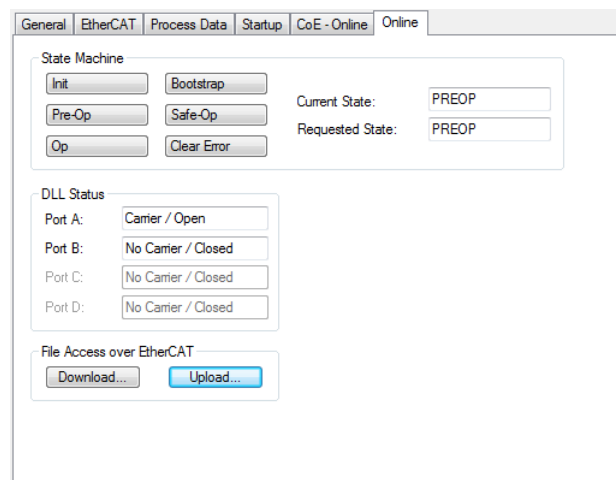 General EtherCAT Process Data Startup CoE - Online Online
State Machine
Init Bootstrap
Pre-Op Safe-Op
Op Clear Error
Current State: PREOP
Requested State: PREOP
DLL Status
Port A: Carrier / Open
Port B: No Carrier / Closed
Port C: No Carrier / Closed
Port D: No Carrier / Closed
File Access over EtherCAT
Download... Upload...